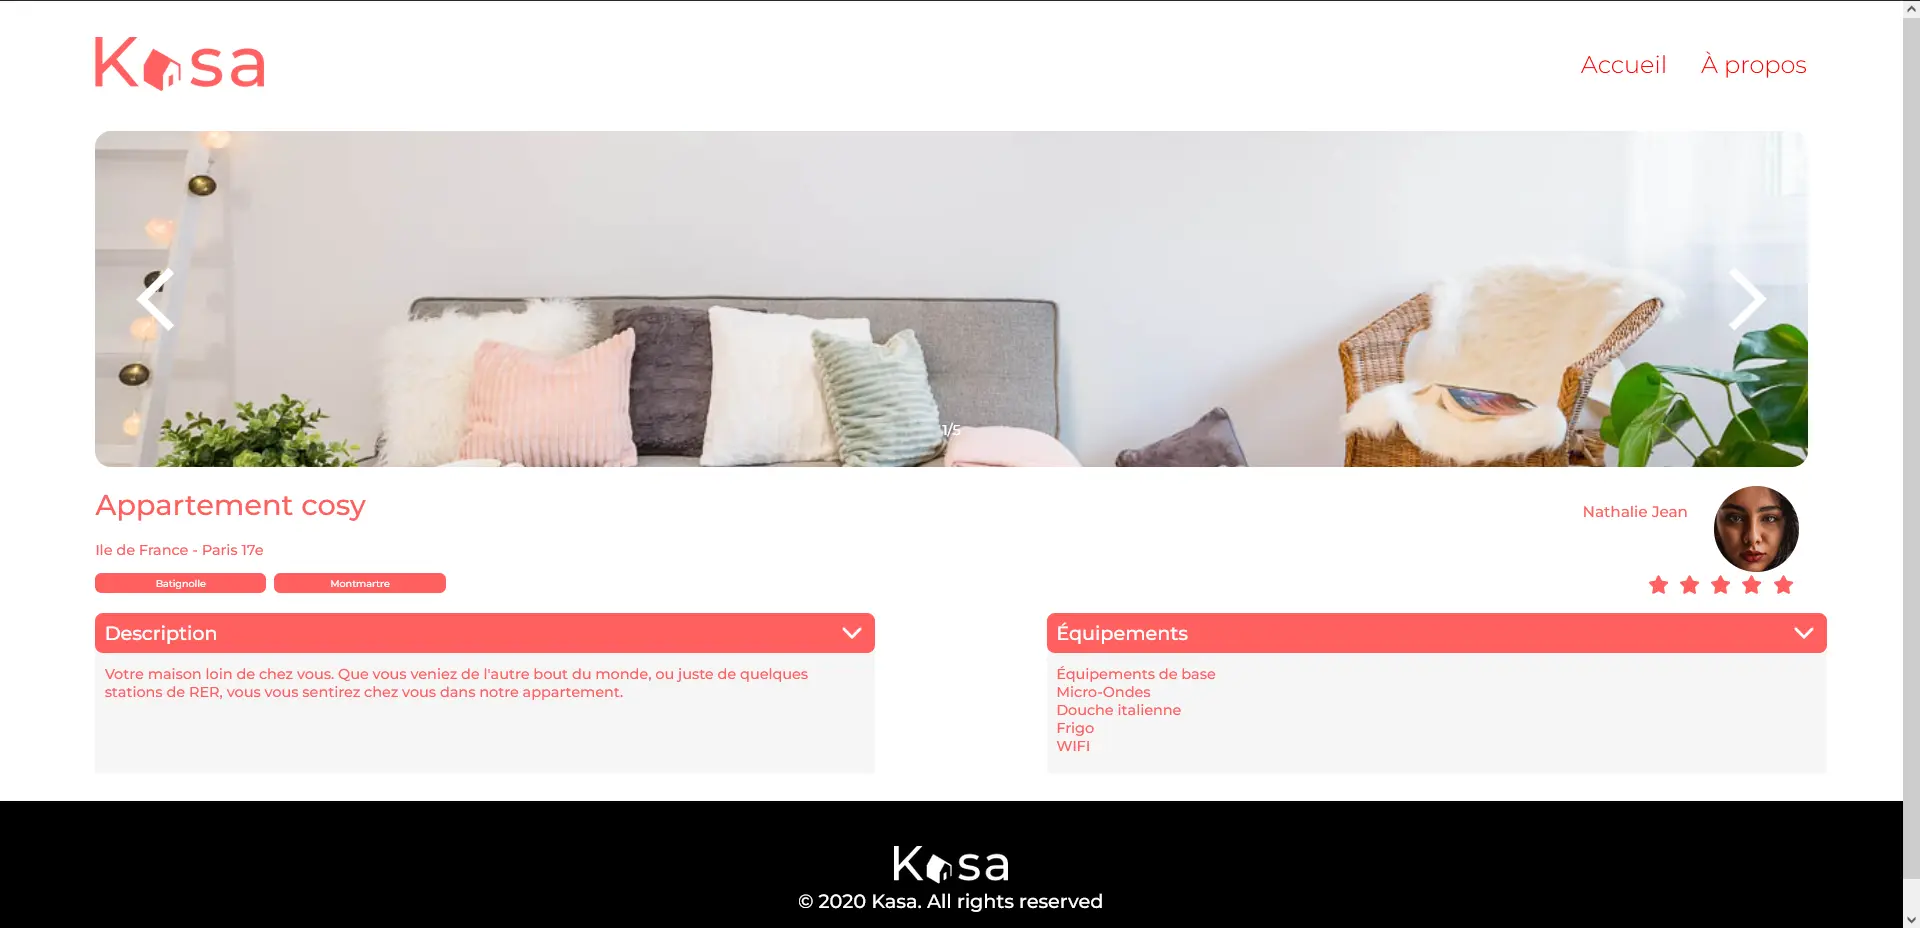 Kasa
Accueil À propos
1/5
Appartement cosy
Nathalie Jean
Ile de France - Paris 17e
Batignolle Montmartre
Description
Votre maison loin de chez vous. Que vous veniez de l'autre bout du monde, ou juste de quelques
stations de RER, vous vous sentirez chez vous dans notre appartement.
Équipements
Équipements de base
Micro-Ondes
Douche italienne
Frigo
WIFI
Kasa
© 2020 Kasa. All rights reserved